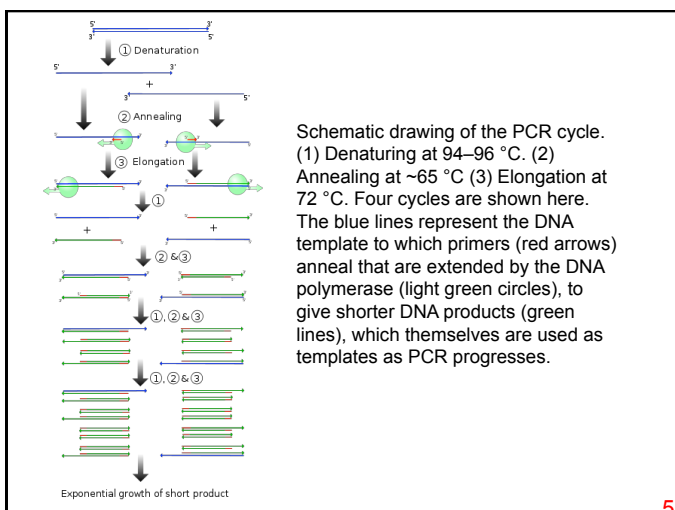 5' 3'
3' 5'
① Denaturation
5' 3'
+
3' 5'
② Annealing
③ Elongation
①
+ +
② &③
①, ② &③
①, ② &③
Exponential growth of short product
Schematic drawing of the PCR cycle.
(1) Denaturing at 94–96 °C. (2)
Annealing at ~65 °C (3) Elongation at
72 °C. Four cycles are shown here.
The blue lines represent the DNA
template to which primers (red arrows)
anneal that are extended by the DNA
polymerase (light green circles), to
give shorter DNA products (green
lines), which themselves are used as
templates as PCR progresses.
5